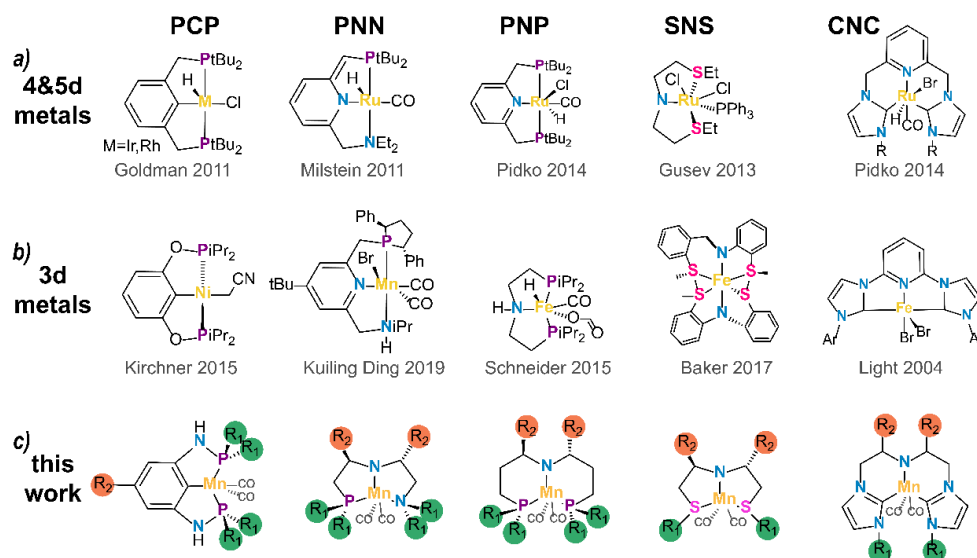 PCP PNN PNP SNS CNC
a)
4&5d
metals
PtBu2
H
M Cl
PtBu2
M=Ir,Rh
Goldman 2011
PtBu2
H
N Ru CO
NEt2
Milstein 2011
PtBu2
H Cl
N Ru CO
H
PtBu2
Pidko 2014
SEt
Cl
Cl
N Ru
PPh3
SEt
Gusev 2013
N Br
Ru
N H N
CO
N N
R R
Pidko 2014
b)
3d
metals
O PiPr2
CN
Ni
O PiPr2
Kirchner 2015
Ph
P
Br Ph
tBu N Mn CO
CO
NiPr
H
Kuiling Ding 2019
PiPr2
H
HN Fe CO
O O
PiPr2
Schneider 2015
N
S S
Fe
S S
N
Baker 2017
N N N
N Fe N
Ar Br Br A
Light 2004
c)
this
work
H
N R1
P R1
R2 Mn CO
CO
P R1
N R1
H
R2 R2
N
P Mn N
R1 R1 CO CO R1 R1
R2 R2
N
P Mn P
R1 R1 CO CO R1 R1
R2 R2
N
S Mn S
R1 CO CO R1
R2 R2
N
N Mn N
CO CO
N N
R1 R1